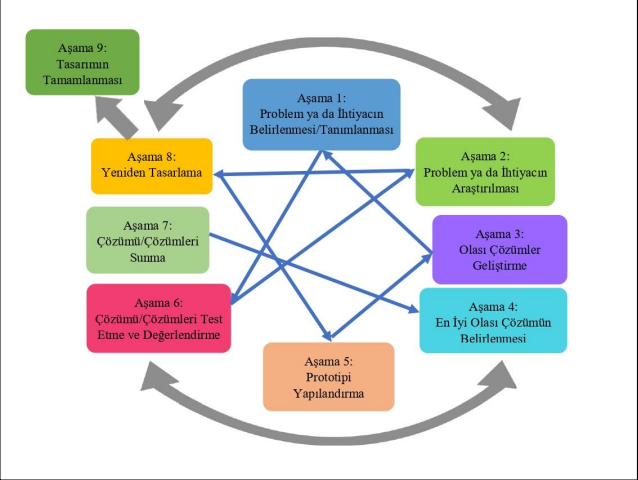 Aşama 9:
Tasarımın
Tamamlanması
Aşama 1:
Problem ya da İhtiyacın
Belirlenmesi/Tanımlanması
Aşama 8:
Yeniden Tasarlama
Aşama 2:
Problem ya da İhtiyacın
Araştırılması
Aşama 7:
Çözümü/Çözümleri
Sunma
Aşama 3:
Olası Çözümler
Geliştirme
Aşama 6:
Çözümü/Çözümleri Test
Etme ve Değerlendirme
Aşama 4:
En İyi Olası Çözümün
Belirlenmesi
Aşama 5:
Prototipi
Yapılandırma